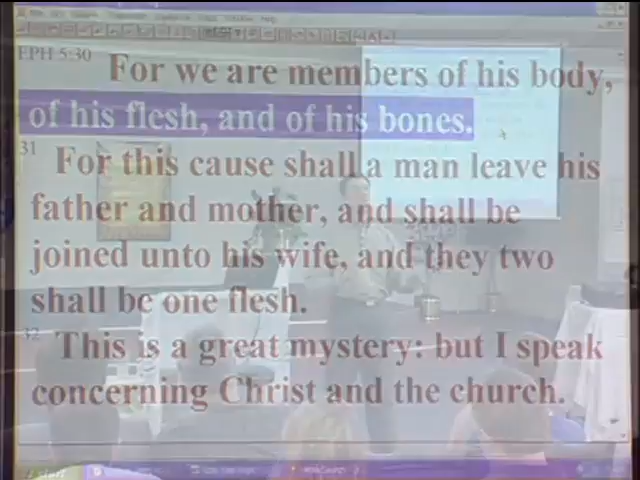 EPH 5:30 For we are members of his body,
of his flesh, and of his bones.
31 For this cause shall a man leave his
father and mother, and shall be
joined unto his wife, and they two
shall be one flesh.
32 This is a great mystery: but I speak
concerning Christ and the church.
start